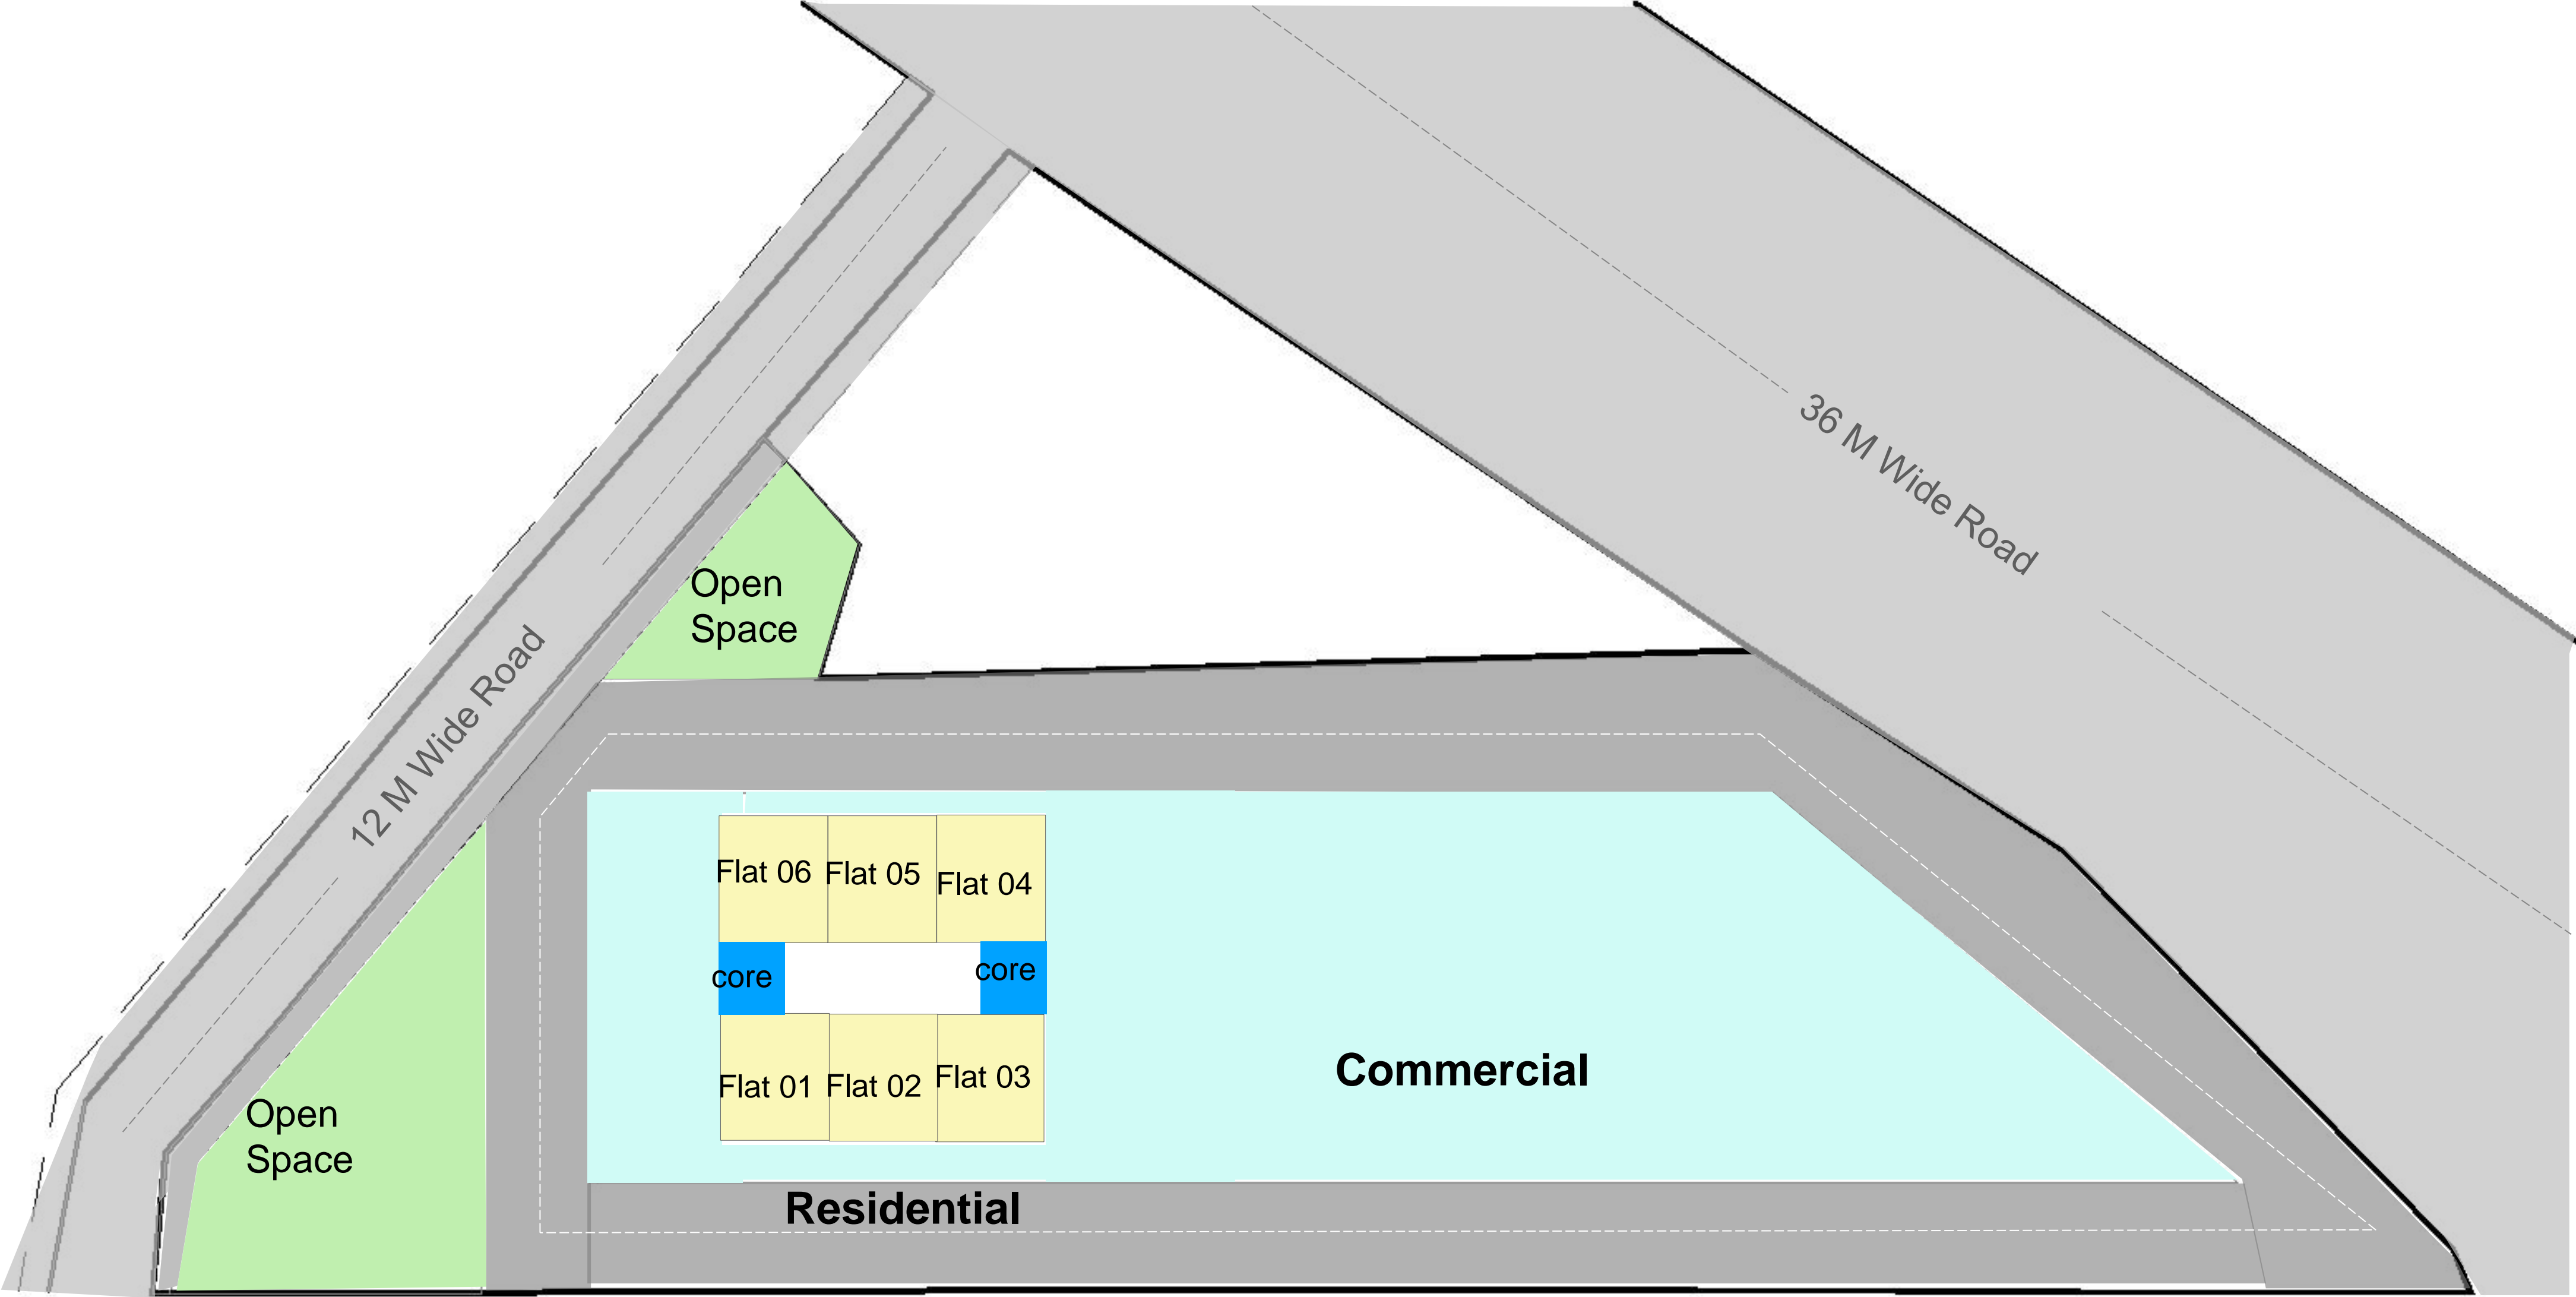 36 M Wide Road
12 M Wide Road
Open
Space
Flat 06
Flat 05
Flat 04
core
core
Flat 01
Flat 02
Flat 03
Commercial
Open
Space
Residential